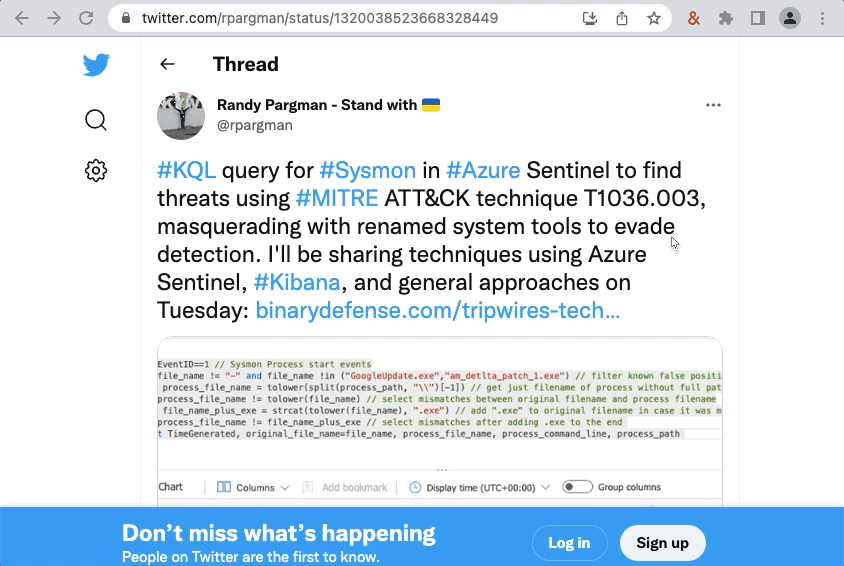 twitter.com/rpargman/status/1320038523668328449
Thread
Randy Pargman - Stand with 🇺🇦
@rpargman
#KQL query for #Sysmon in #Azure Sentinel to find
threats using #MITRE ATT&CK technique T1036.003,
masquerading with renamed system tools to evade
detection. I'll be sharing techniques using Azure
Sentinel, #Kibana, and general approaches on
Tuesday: binarydefense.com/tripwires-tech…
EventID==1 // Sysmon Process start events
file_name != "-" and file_name !in ("GoogleUpdate.exe","am_detlta_patch_1.exe") // filter known false positi
process_file_name = tolower(split(process_path, "\\")[-1]) // get just filename of process without full pat
process_file_name != tolower(file_name) // select mismatches between original filename and process filename
file_name_plus_exe = strcat(tolower(file_name), ".exe") // add ".exe" to original filename in case it was m
process_file_name != file_name_plus_exe // select mismatches after adding .exe to the end
t TimeGenerated, original_file_name=file_name, process_file_name, process_command_line, process_path
Chart Columns Add bookmark Display time (UTC+00:00) Group columns
Don't miss what's happening
People on Twitter are the first to know.
Log in
Sign up